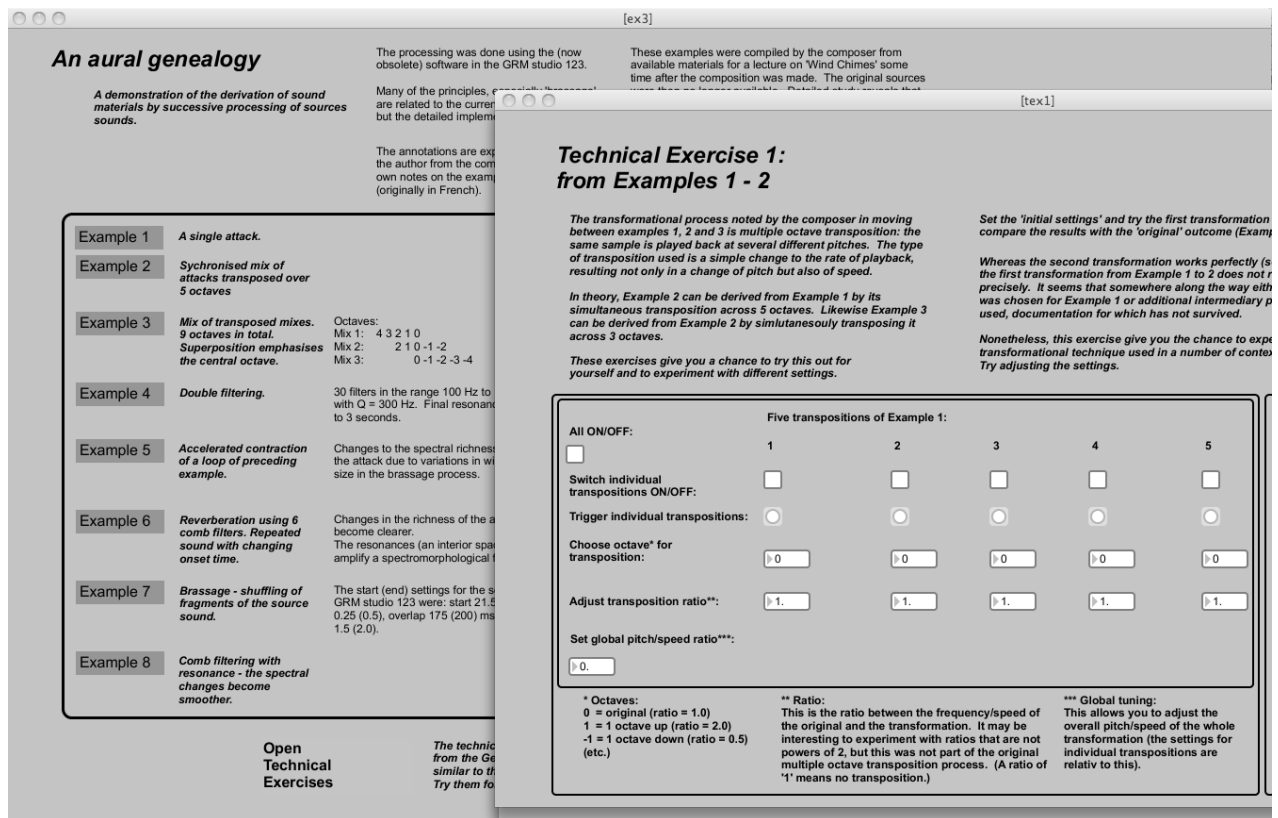 [ex3]
An aural genealogy
A demonstration of the derivation of sound
materials by successive processing of sources
sounds.
The processing was done using the (now
obsolete) software in the GRM studio 123.
Many of the principles, especially 'brassage'
are related to the curren
but the detailed impleme
The annotations are exp
the author from the com
own notes on the examp
(originally in French).
These examples were compiled by the composer from
available materials for a lecture on 'Wind Chimes' some
time after the composition was made. The original sources
were then no longer available. Detailed study reveals that
Example 1
A single attack.
Example 2
Sychronised mix of
attacks transposed over
5 octaves
Example 3
Mix of transposed mixes.
9 octaves in total.
Superposition emphasises
the central octave.
Octaves:
Mix 1: 4 3 2 1 0
Mix 2: 2 1 0 -1 -2
Mix 3: 0 -1 -2 -3 -4
Example 4
Double filtering.
30 filters in the range 100 Hz to
with Q = 300 Hz. Final resonanc
to 3 seconds.
Example 5
Accelerated contraction
of a loop of preceding
example.
Changes to the spectral richness
the attack due to variations in wi
size in the brassage process.
Example 6
Reverberation using 6
comb filters. Repeated
sound with changing
onset time.
Changes in the richness of the a
become clearer.
The resonances (an interior spac
amplify a spectromorphological f
Example 7
Brassage - shuffling of
fragments of the source
sound.
The start (end) settings for the s
GRM studio 123 were: start 21.5
0.25 (0.5), overlap 175 (200) ms
1.5 (2.0).
Example 8
Comb filtering with
resonance - the spectral
changes become
smoother.
Open
Technical
Exercises
The technic
from the Ge
similar to th
Try them fo
[tex1]
Technical Exercise 1:
from Examples 1 - 2
The transformational process noted by the composer in moving
between examples 1, 2 and 3 is multiple octave transposition: the
same sample is played back at several different pitches. The type
of transposition used is a simple change to the rate of playback,
resulting not only in a change of pitch but also of speed.
In theory, Example 2 can be derived from Example 1 by its
simultaneous transposition across 5 octaves. Likewise Example 3
can be derived from Example 2 by simlutanesouly transposing it
across 3 octaves.
These exercises give you a chance to try this out for
yourself and to experiment with different settings.
Set the 'initial settings' and try the first transformation
compare the results with the 'original' outcome (Examp
Whereas the second transformation works perfectly (s
the first transformation from Example 1 to 2 does not r
precisely. It seems that somewhere along the way eith
was chosen for Example 1 or additional intermediary p
used, documentation for which has not survived.
Nonetheless, this exercise give you the chance to expe
transformational technique used in a number of contex
Try adjusting the settings.
Five transpositions of Example 1:
All ON/OFF:
1 2 3 4 5
Switch individual
transpositions ON/OFF:
Trigger individual transpositions:
Choose octave* for
transposition:
0 0 0 0 0
Adjust transposition ratio**:
1. 1. 1. 1. 1.
Set global pitch/speed ratio***:
0.
* Octaves:
0 = original (ratio = 1.0)
1 = 1 octave up (ratio = 2.0)
-1 = 1 octave down (ratio = 0.5)
(etc.)
** Ratio:
This is the ratio between the frequency/speed of
the original and the transformation. It may be
interesting to experiment with ratios that are not
powers of 2, but this was not part of the original
multiple octave transposition process. (A ratio of
'1' means no transposition.)
*** Global tuning:
This allows you to adjust the
overall pitch/speed of the whole
transformation (the settings for
individual transpositions are
relativ to this).